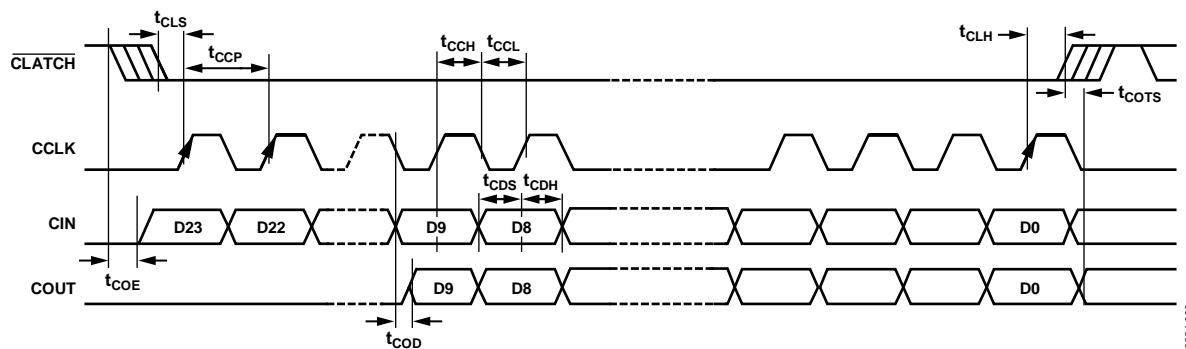 tCLS
tCCP
tCCH
tCCL
tCLH
CLATCH
tCOTS
CCLK
tCDS
tCDH
CIN
D23
D22
D9
D8
D0
tCOE
COUT
D9
D8
D0
tCOD